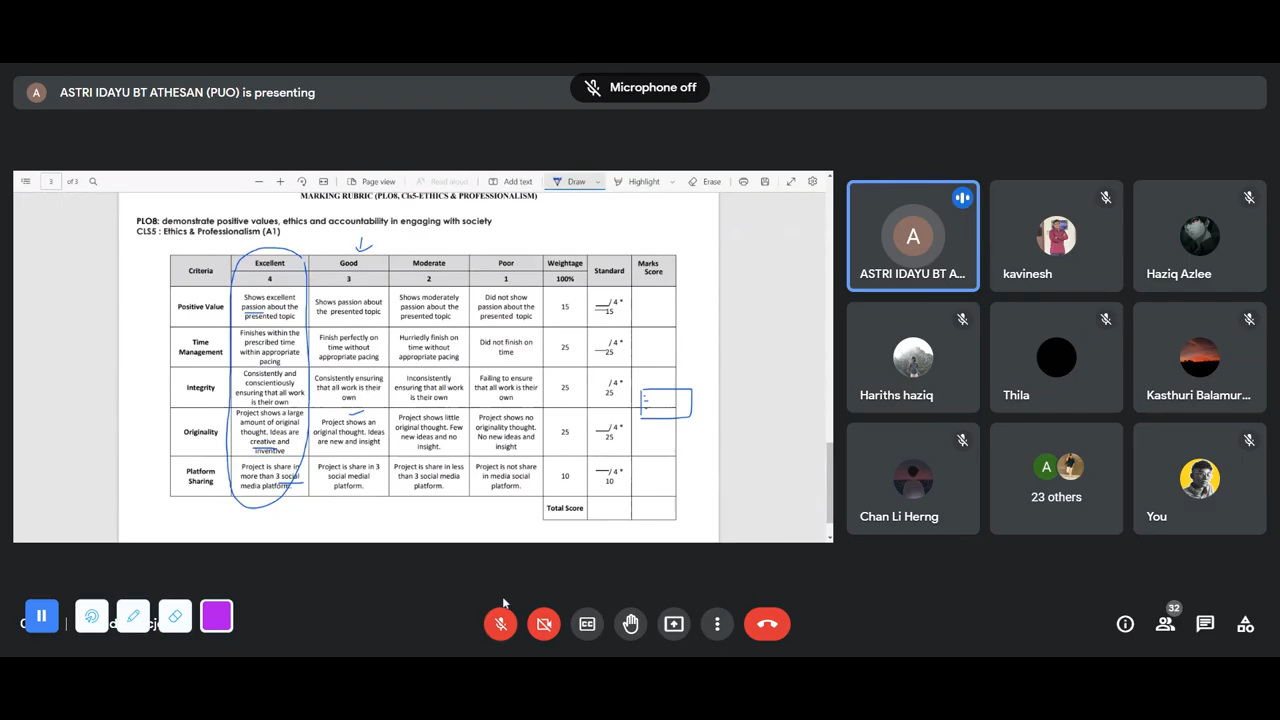 ASTRI IDAYU BT ATHESAN (PUO) is presenting
Microphone off
3 of 3
Page view
Read aloud
Add text
Draw
Highlight
Erase
MARKING RUBRIC (PLO8, Cls5-ETHICS & PROFESSIONALISM)
PLO8: demonstrate positive values, ethics and accountability in engaging with society
CLS5 : Ethics & Professionalism (A1)
Criteria
Excellent
Good
Moderate
Poor
Weightage
Standard
Marks
Score
4
3
2
1
100%
Positive Value
Shows excellent
passion about the
presented topic
Shows passion about
the presented topic
Shows moderately
passion about the
presented topic
Did not show
passion about the
presented topic
15
___/ 4 *
15
Time
Management
Finishes within the
prescribed time
within appropriate
pacing
Finish perfectly on
time without
appropriate pacing
Hurriedly finish on
time without
appropriate pacing
Did not finish on
time
25
___/ 4 *
25
Integrity
Consistently and
conscientiously
ensuring that all work
is their own
Consistently ensuring
that all work is their
own
Inconsistently
ensuring that all work
is their own
Failing to ensure
that all work is their
own
25
/ 4 *
25
Originality
Project shows a large
amount of original
thought. Ideas are
creative and
inventive
Project shows an
original thought. Ideas
are new and insight
Project shows little
original thought. Few
new ideas and no
insight.
Project shows no
originality thought.
No new ideas and
insight
25
___/ 4 *
25
Platform
Sharing
Project is share in
more than 3 social
media platform.
Project is share in 3
social medial
platform.
Project is share in less
than 3 social media
platform.
Project is not share
in media social
platform.
10
___/ 4 *
10
Total Score
A
ASTRI IDAYU BT A...
kavinesh
Haziq Azlee
Hariths haziq
Thila
Kasthuri Balamur...
Chan Li Herng
A
23 others
You
CC
32